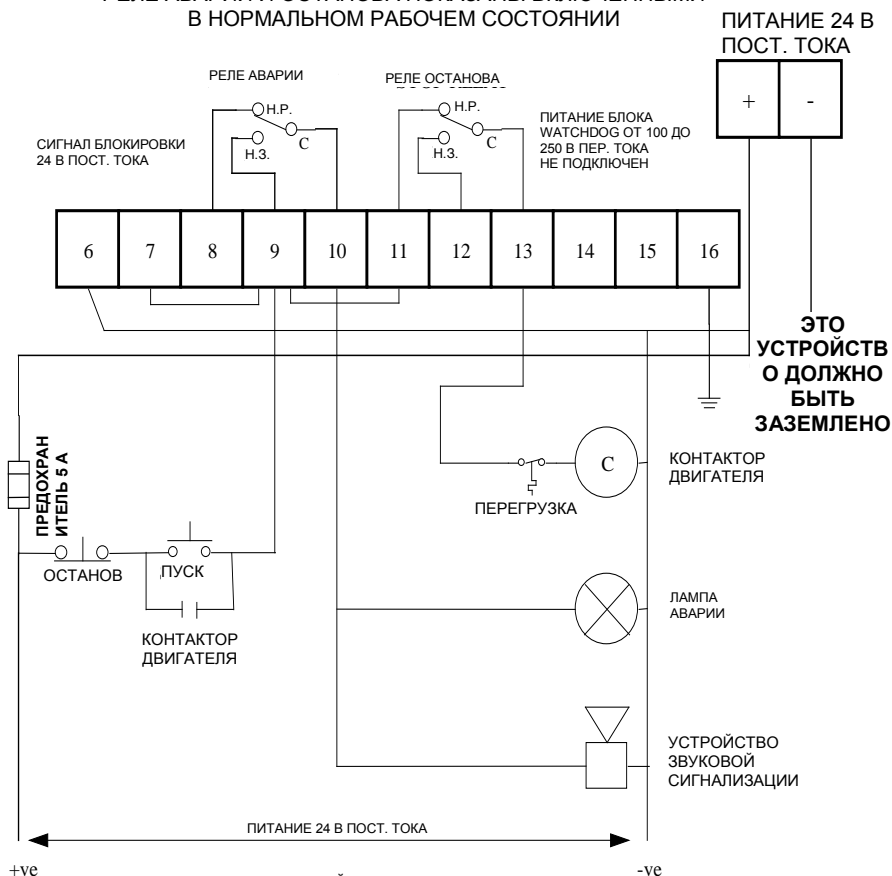 В НОРМАЛЬНОМ РАБОЧЕМ СОСТОЯНИИ
ПИТАНИЕ 24 В
ПОСТ. ТОКА
+
-
РЕЛЕ АВАРИИ
РЕЛЕ ОСТАНОВА
Н.Р.
Н.З.
C
Н.Р.
Н.З.
C
СИГНАЛ БЛОКИРОВКИ
24 В ПОСТ. ТОКА
ПИТАНИЕ БЛОКА
WATCHDOG ОТ 100 ДО
250 В ПЕР. ТОКА
НЕ ПОДКЛЮЧЕН
6 7 8 9 10 11 12 13 14 15 16
ЭТО
УСТРОЙСТВ
О ДОЛЖНО
БЫТЬ
ЗАЗЕМЛЕНО
ПРЕДОХРАН
ИТЕЛЬ 5 А
C
КОНТАКТОР
ДВИГАТЕЛЯ
ПЕРЕГРУЗКА
ОСТАНОВ
ПУСК
КОНТАКТОР
ДВИГАТЕЛЯ
ЛАМПА
АВАРИИ
УСТРОЙСТВО
ЗВУКОВОЙ
СИГНАЛИЗАЦИИ
ПИТАНИЕ 24 В ПОСТ. ТОКА
+ve
-ve